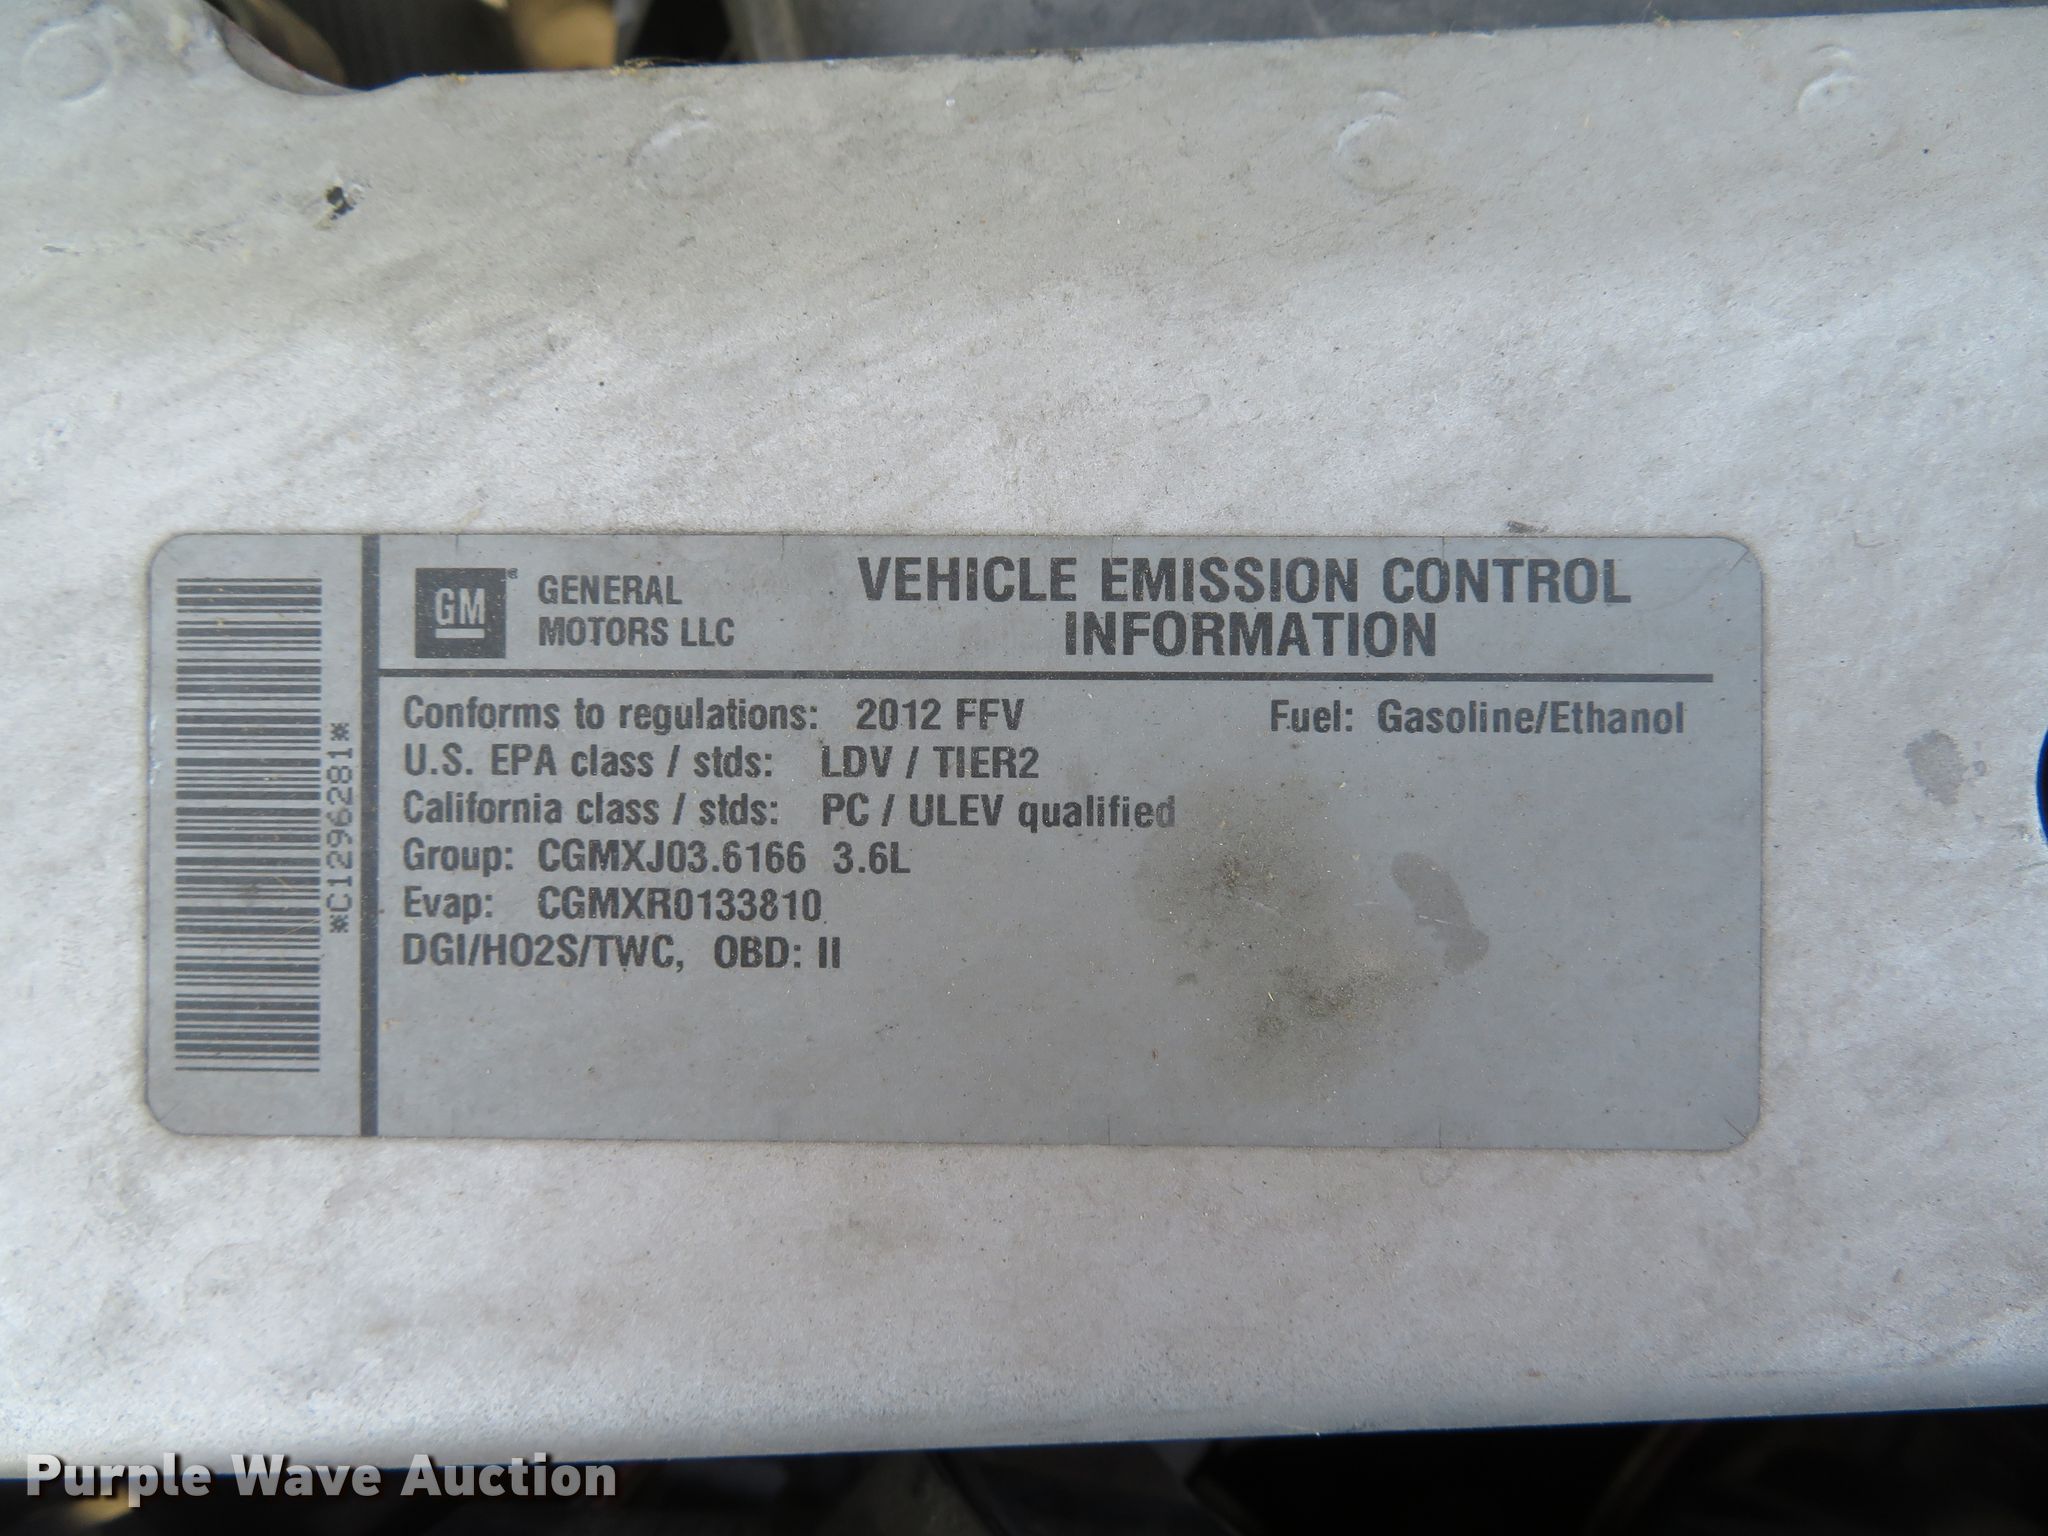 *C1296281*
GM
GENERAL
MOTORS LLC
VEHICLE EMISSION CONTROL
INFORMATION
Conforms to regulations: 2012 FFV Fuel: Gasoline/Ethanol
U.S. EPA class / stds: LDV / TIER2
California class / stds: PC / ULEV qualified
Group: CGMXJ03.6166 3.6L
Evap: CGMXR0133810
DGI/HO2S/TWC, OBD: II
Purple Wave Auction